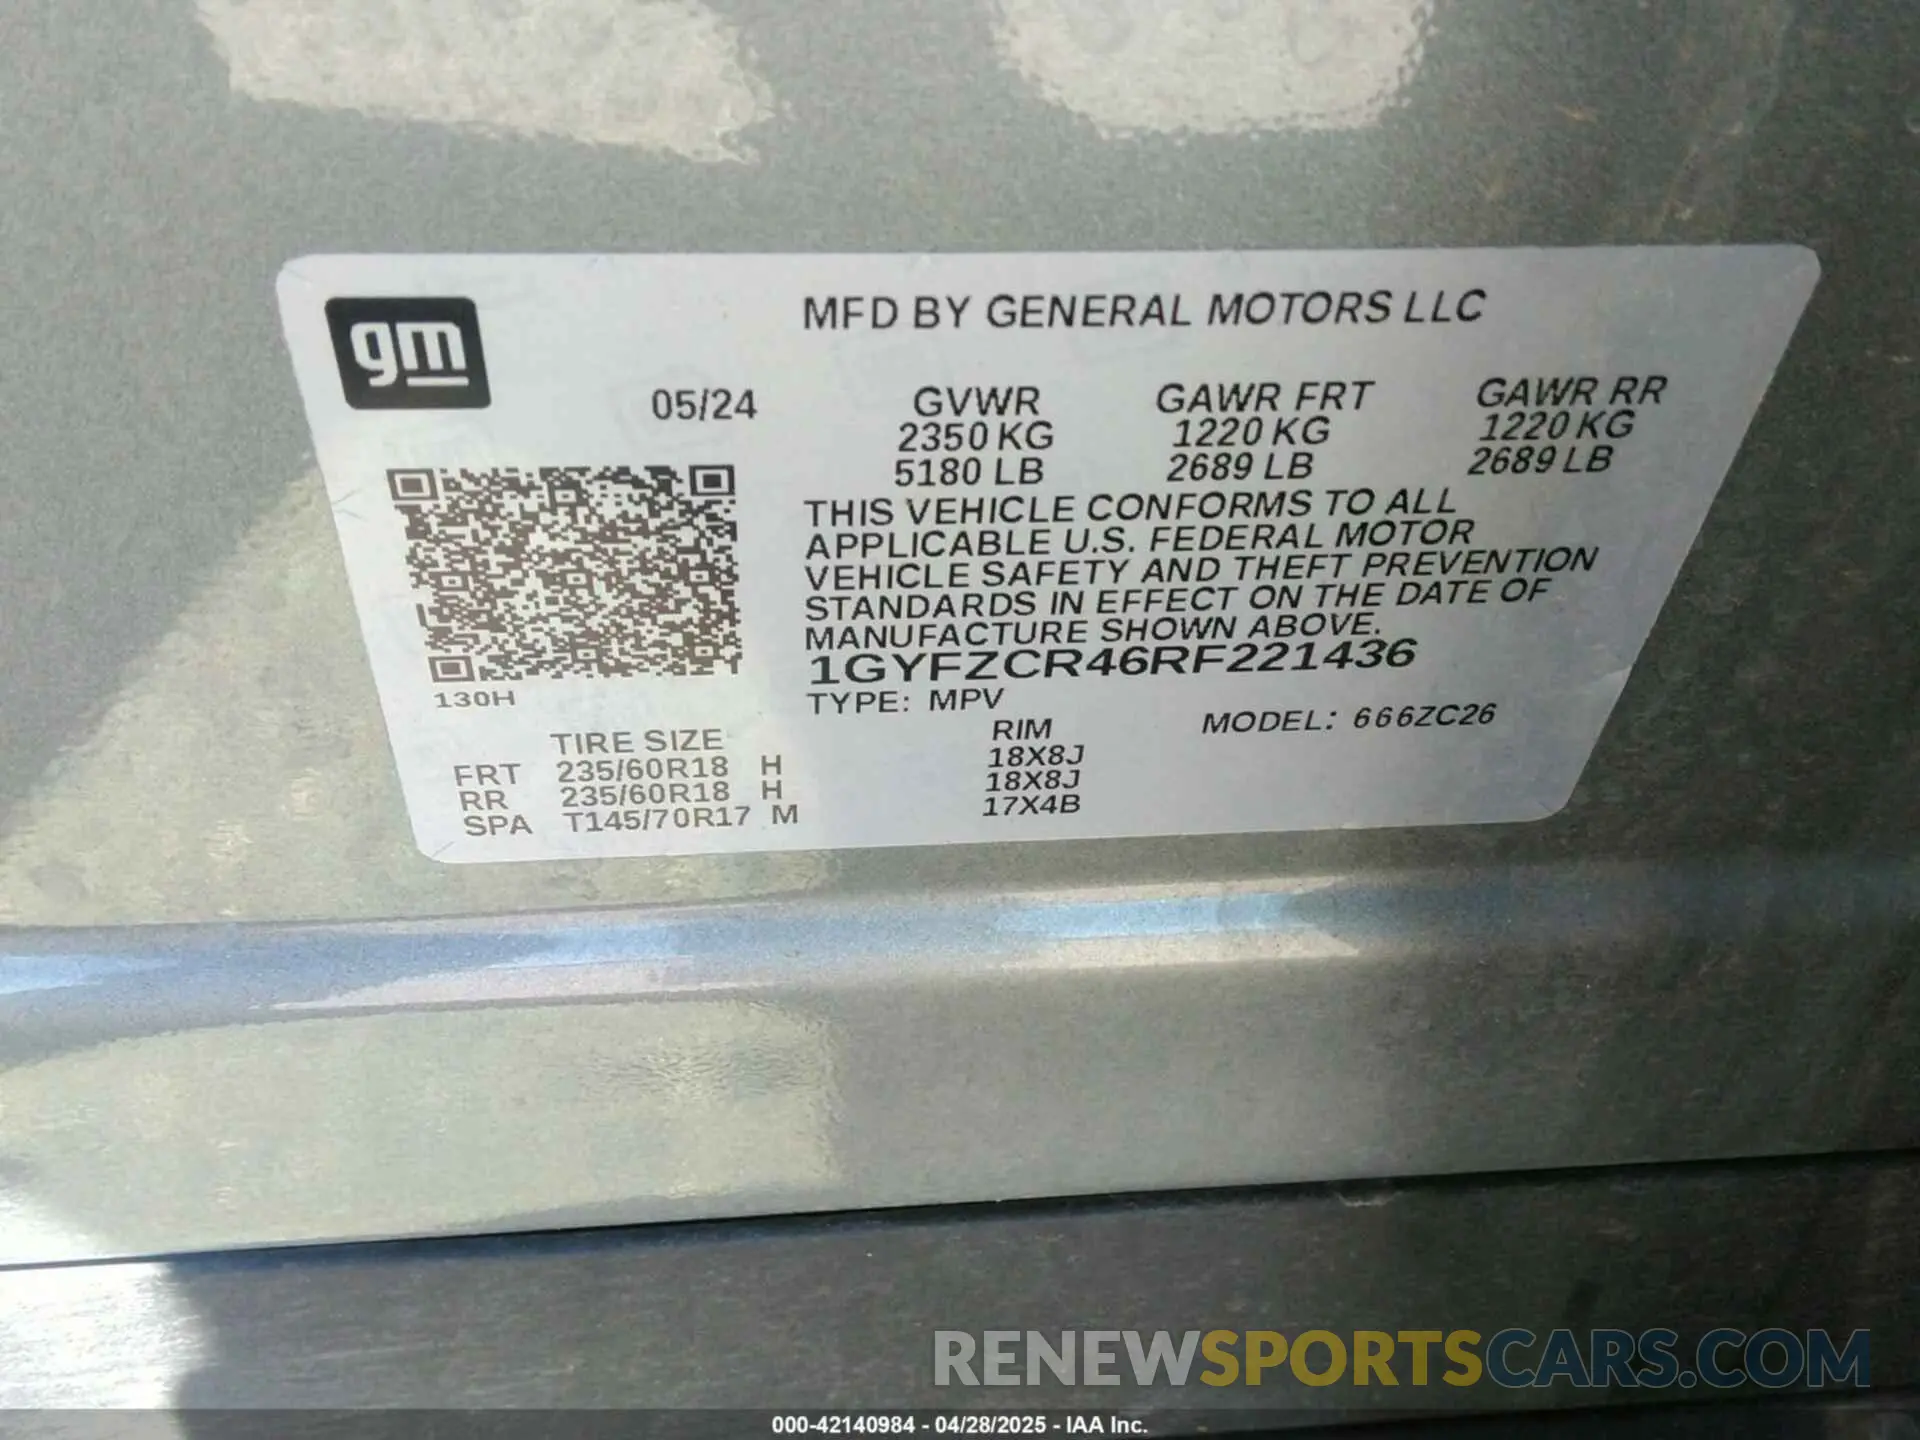 gm
MFD BY GENERAL MOTORS LLC
05/24 GVWR GAWR FRT GAWR RR
2350 KG 1220 KG 1220 KG
5180 LB 2689 LB 2689 LB
THIS VEHICLE CONFORMS TO ALL
APPLICABLE U.S. FEDERAL MOTOR
VEHICLE SAFETY AND THEFT PREVENTION
STANDARDS IN EFFECT ON THE DATE OF
MANUFACTURE SHOWN ABOVE.
1GYFZCR46RF221436
130H
TYPE: MPV MODEL: 666ZC26
TIRE SIZE RIM
FRT 235/60R18 H 18X8J
RR 235/60R18 H 18X8J
SPA T145/70R17 M 17X4B
RENEWSPORTSCARS.COM
000-42140984 - 04/28/2025 - IAA Inc.